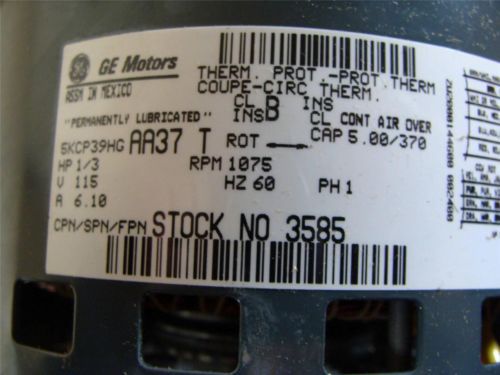 GE Motors
ASSM IN MEXICO
"PERMANENTLY LUBRICATED"
THERM. PROT.-PROT.THERM
COUPE-CIRC THERM.
CL B INS
INS CL CONT AIR OVER
5KCP39HG AA37 T ROT
CAP 5.00/370
HP 1/3 RPM 1075
V 115 HZ 60 PH 1
A 6.10
CPN/SPN/FPN STOCK NO 3585